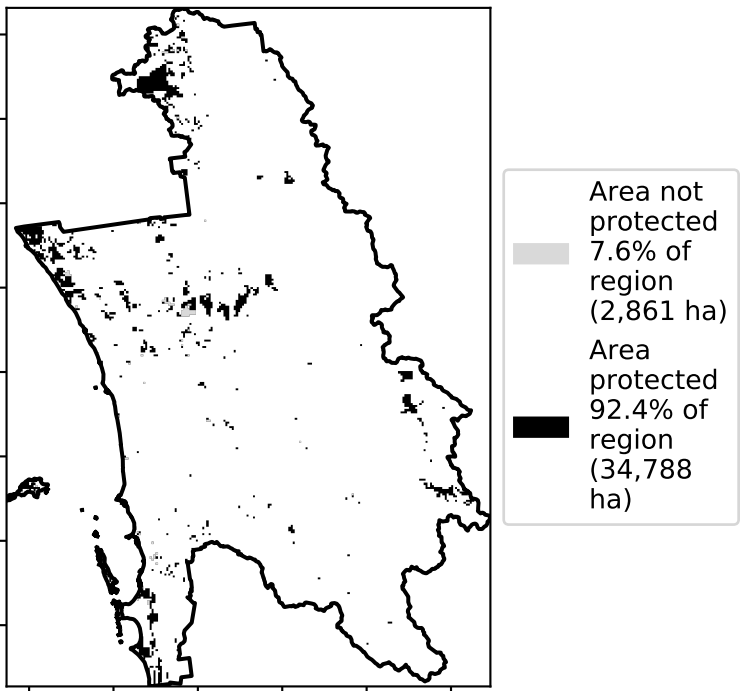 Area not
protected
7.6% of
region
(2,861 ha)
Area
protected
92.4% of
region
(34,788
ha)